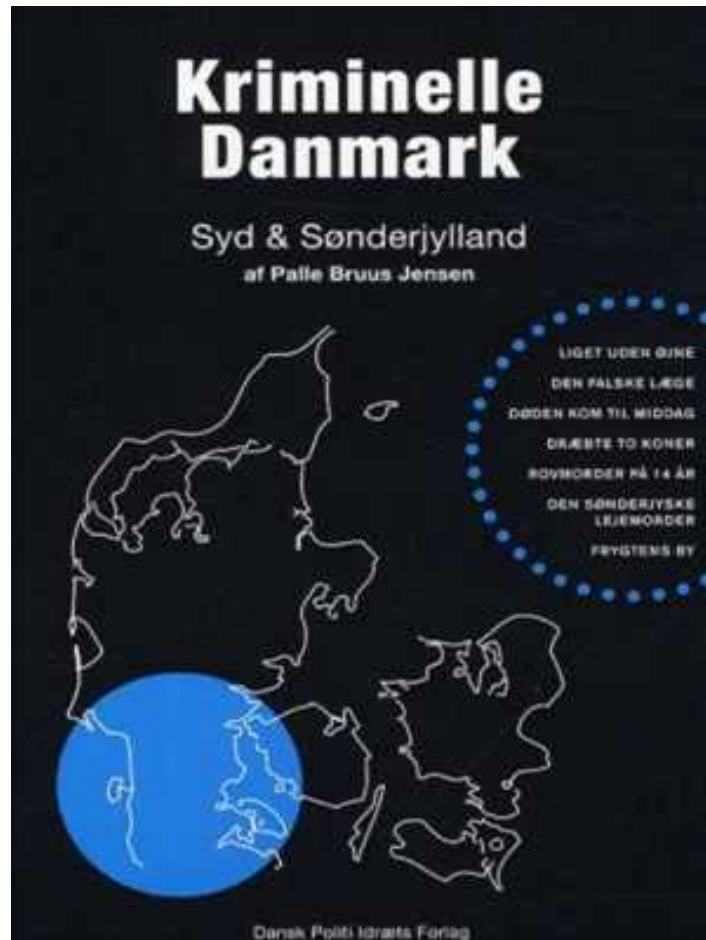 Kriminelle
Danmark
Syd & Sønderjylland
af Palle Bruus Jensen
LIGET UDEN ØJNE
DEN FALSKE LÆGE
DØDEN KOM TIL MIDDAG
DRÆBTE TO KONER
ROVMORDER PÅ 14 ÅR
DEN SØNDERJYSKE
LEJEMORDER
FRYGTENS BY
Dansk Politi Idræts Forlag